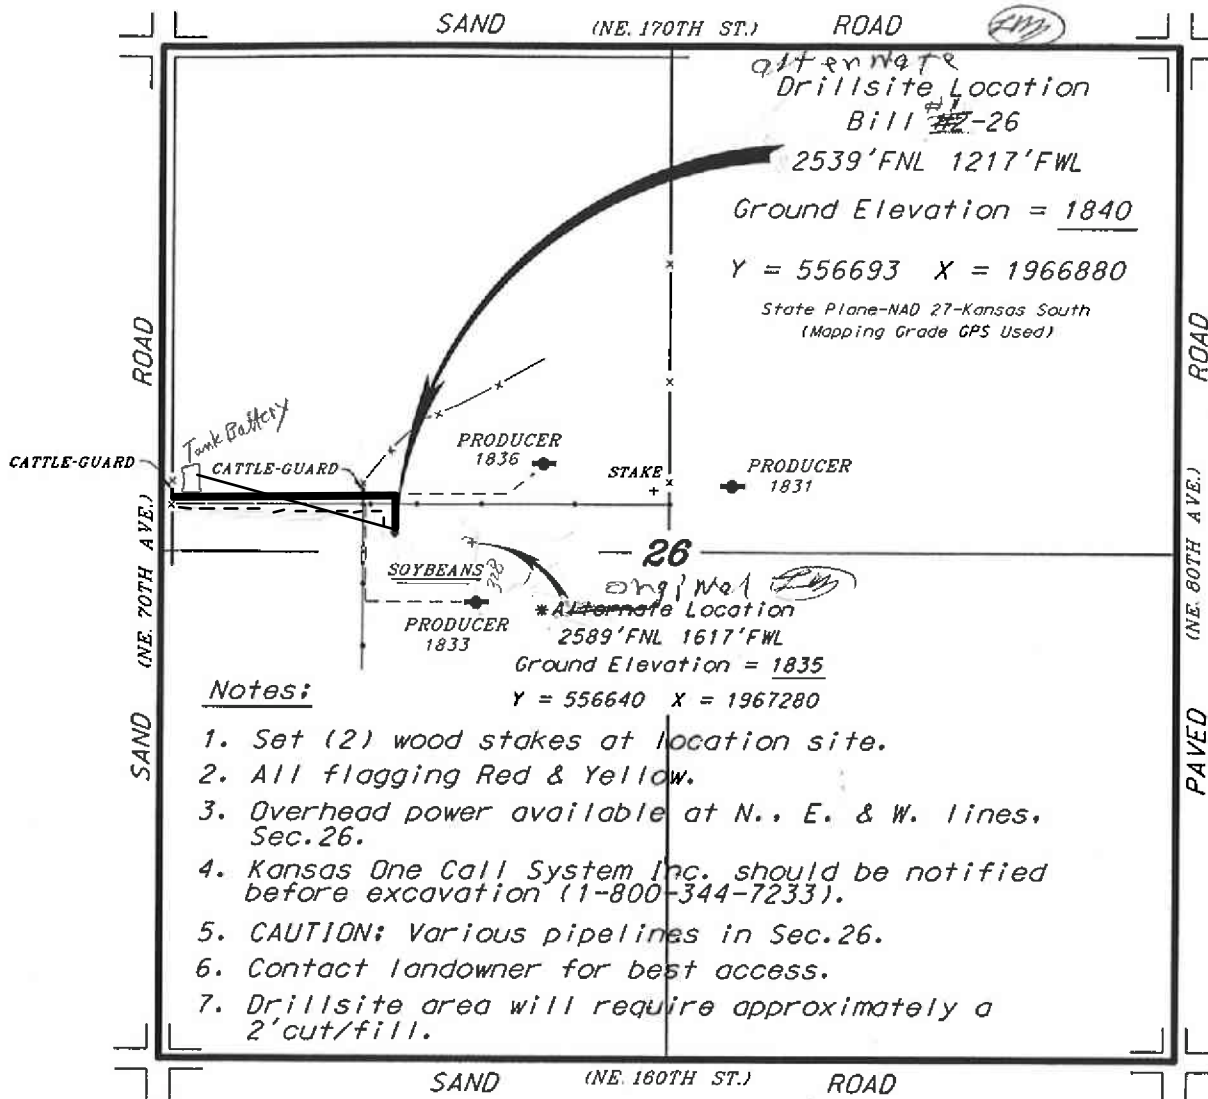 SAND (NE. 170TH ST.) ROAD LM
alternate
Drillsite Location
Bill #1 #2-26
2539'FNL 1217'FWL
Ground Elevation = 1840
Y = 556693 X = 1966880
State Plane-NAD 27-Kansas South
(Mapping Grade GPS Used)
ROAD
(NE. 70TH AVE.)
SAND
ROAD
(NE. 80TH AVE.)
PAVED
Tank Battery
CATTLE-GUARD
CATTLE-GUARD
PRODUCER
1836
STAKE
PRODUCER
1831
26
SOYBEANS
328
PRODUCER
1833
original LM
*Alternate Location
2589'FNL 1617'FWL
Ground Elevation = 1835
Y = 556640 X = 1967280
Notes:
1. Set (2) wood stakes at location site.
2. All flagging Red & Yellow.
3. Overhead power available at N., E. & W. lines,
Sec.26.
4. Kansas One Call System Inc. should be notified
before excavation (1-800-344-7233).
5. CAUTION: Various pipelines in Sec.26.
6. Contact landowner for best access.
7. Drillsite area will require approximately a
2'cut/fill.
SAND (NE. 160TH ST.) ROAD